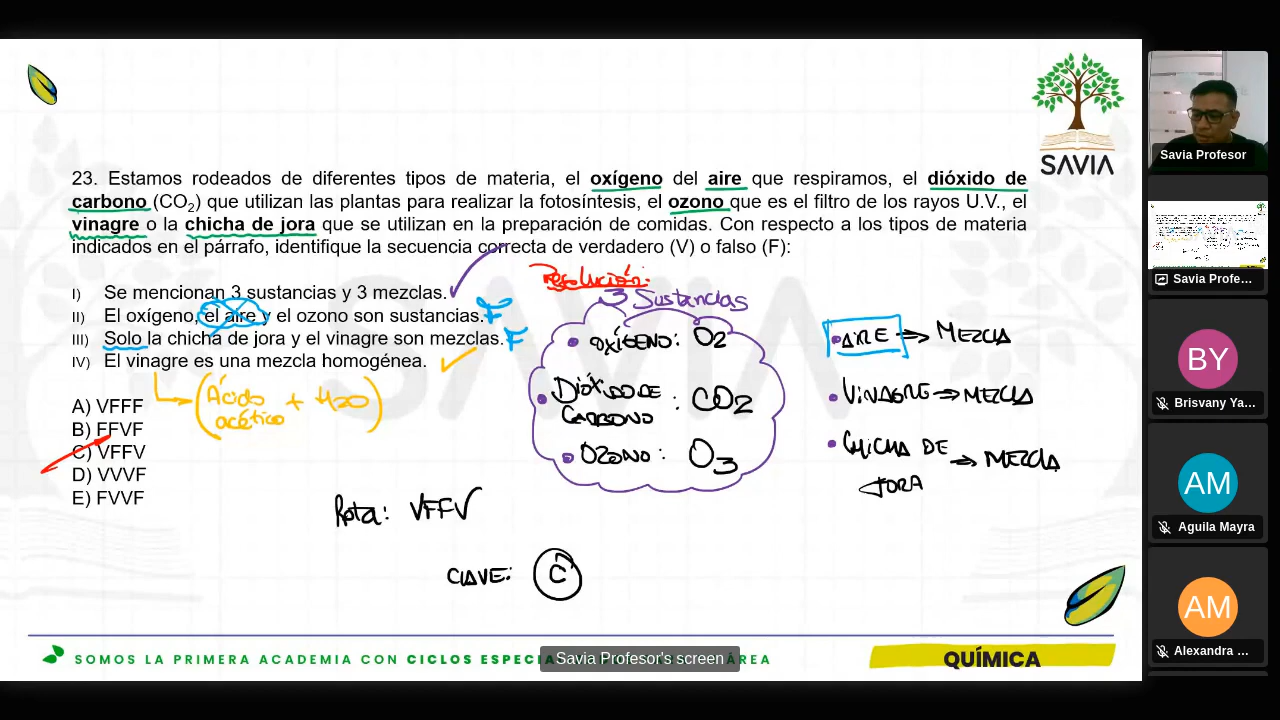 SAVIA
23. Estamos rodeados de diferentes tipos de materia, el oxígeno del aire que respiramos, el dióxido de
carbono (CO2) que utilizan las plantas para realizar la fotosíntesis, el ozono que es el filtro de los rayos U.V., el
vinagre o la chicha de jora que se utilizan en la preparación de comidas. Con respecto a los tipos de materia
indicados en el párrafo, identifique la secuencia correcta de verdadero (V) o falso (F):
Resolución:
I) Se mencionan 3 sustancias y 3 mezclas.
II) El oxígeno, el aire y el ozono son sustancias. F
III) Solo la chicha de jora y el vinagre son mezclas. F
IV) El vinagre es una mezcla homogénea.
(Ácido acético + H2O)
A) VFFF
B) FFVF
C) VFFV
D) VVVF
E) FVVF
3 Sustancias
• OXÍGENO: O2
• DIÓXIDO DE
CARBONO : CO2
• OZONO: O3
• AIRE → MEZCLA
• VINAGRE → MEZCLA
• CHICHA DE
JORA → MEZCLA
Rpta: VFFV
CLAVE: C
SAVIA
SOMOS LA PRIMERA ACADEMIA CON CICLOS ESPECI
ÁREA
Savia Profesor's screen
QUÍMICA
Savia Profesor
Savia Profe...
BY
Brisvany Ya...
AM
Aguila Mayra
AM
Alexandra ...